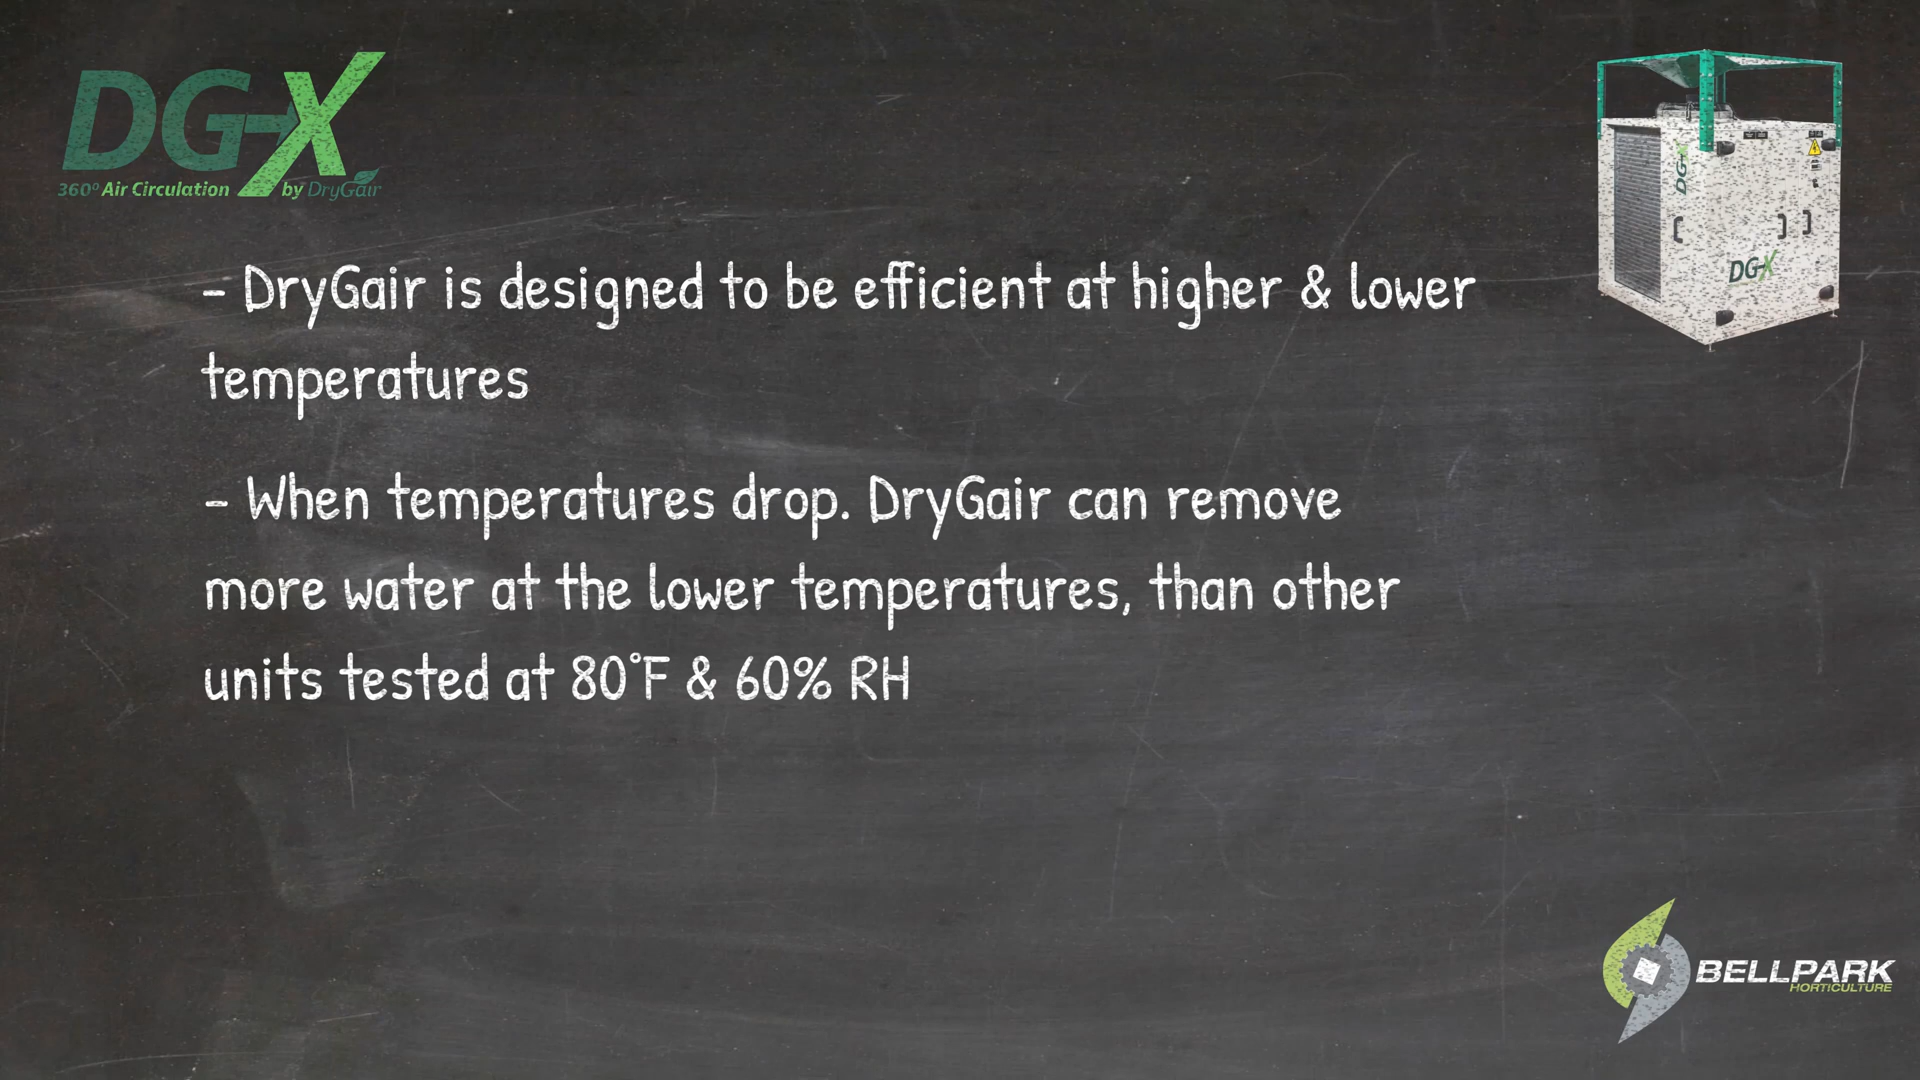 DG-X
360° Air Circulation by DryGair
- DryGair is designed to be efficient at higher & lower
temperatures
- When temperatures drop. DryGair can remove
more water at the lower temperatures, than other
units tested at 80°F & 60% RH
DG-X
DG-X
BELLPARK
HORTICULTURE